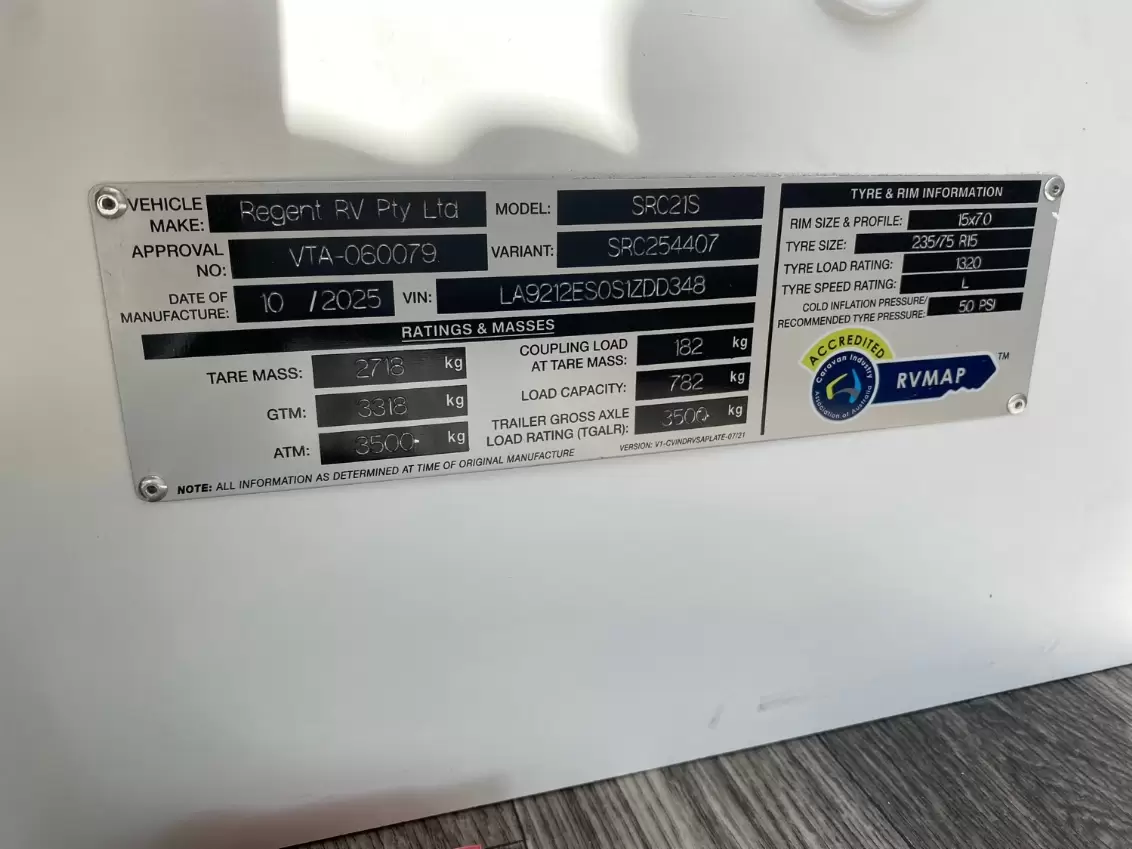 VEHICLE MAKE: Regent RV Pty Ltd
MODEL: SRC21S
APPROVAL NO: VTA-060079
VARIANT: SRC254407
DATE OF MANUFACTURE: 10 /2025
VIN: LA9212ES0S1ZDD348
RATINGS & MASSES
TARE MASS: 2718 kg
GTM: 3318 kg
ATM: 3500 kg
COUPLING LOAD AT TARE MASS: 182 kg
LOAD CAPACITY: 782 kg
TRAILER GROSS AXLE LOAD RATING (TGALR): 3500 kg
NOTE: ALL INFORMATION AS DETERMINED AT TIME OF ORIGINAL MANUFACTURE
VERSION: V1-CVINDRVSAPLATE-07/21
TYRE & RIM INFORMATION
RIM SIZE & PROFILE: 15x7.0
TYRE SIZE: 235/75 R15
TYRE LOAD RATING: 1320
TYRE SPEED RATING: L
COLD INFLATION PRESSURE/ RECOMMENDED TYRE PRESSURE: 50 PSI
ACCREDITED
Caravan Industry Association of Australia
RVMAP TM